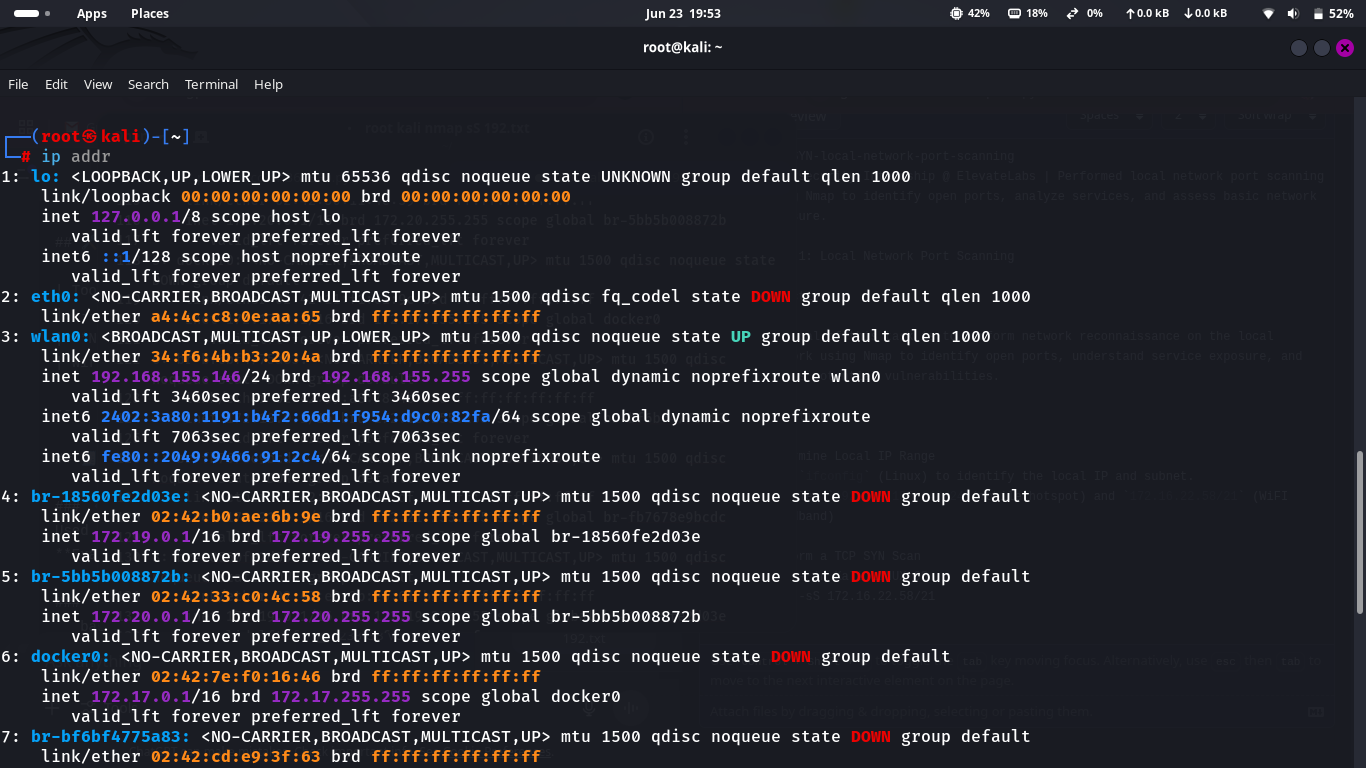 Apps Places Jun 23 19:53 42% 18% 0% ↑0.0 kB ↓0.0 kB 52%
root@kali: ~
File Edit View Search Terminal Help
┌──(root㉿kali)-[~]
└─# ip addr
1: lo: <LOOPBACK,UP,LOWER_UP> mtu 65536 qdisc noqueue state UNKNOWN group default qlen 1000
link/loopback 00:00:00:00:00:00 brd 00:00:00:00:00:00
inet 127.0.0.1/8 scope host lo
valid_lft forever preferred_lft forever
inet6 ::1/128 scope host noprefixroute
valid_lft forever preferred_lft forever
2: eth0: <NO-CARRIER,BROADCAST,MULTICAST,UP> mtu 1500 qdisc fq_codel state DOWN group default qlen 1000
link/ether a4:4c:c8:0e:aa:65 brd ff:ff:ff:ff:ff:ff
3: wlan0: <BROADCAST,MULTICAST,UP,LOWER_UP> mtu 1500 qdisc noqueue state UP group default qlen 1000
link/ether 34:f6:4b:b3:20:4a brd ff:ff:ff:ff:ff:ff
inet 192.168.155.146/24 brd 192.168.155.255 scope global dynamic noprefixroute wlan0
valid_lft 3460sec preferred_lft 3460sec
inet6 2402:3a80:1191:b4f2:66d1:f954:d9c0:82fa/64 scope global dynamic noprefixroute
valid_lft 7063sec preferred_lft 7063sec
inet6 fe80::2049:9466:91:2c4/64 scope link noprefixroute
valid_lft forever preferred_lft forever
4: br-18560fe2d03e: <NO-CARRIER,BROADCAST,MULTICAST,UP> mtu 1500 qdisc noqueue state DOWN group default
link/ether 02:42:b0:ae:6b:9e brd ff:ff:ff:ff:ff:ff
inet 172.19.0.1/16 brd 172.19.255.255 scope global br-18560fe2d03e
valid_lft forever preferred_lft forever
5: br-5bb5b008872b: <NO-CARRIER,BROADCAST,MULTICAST,UP> mtu 1500 qdisc noqueue state DOWN group default
link/ether 02:42:33:c0:4c:58 brd ff:ff:ff:ff:ff:ff
inet 172.20.0.1/16 brd 172.20.255.255 scope global br-5bb5b008872b
valid_lft forever preferred_lft forever
6: docker0: <NO-CARRIER,BROADCAST,MULTICAST,UP> mtu 1500 qdisc noqueue state DOWN group default
link/ether 02:42:7e:f0:16:46 brd ff:ff:ff:ff:ff:ff
inet 172.17.0.1/16 brd 172.17.255.255 scope global docker0
valid_lft forever preferred_lft forever
7: br-bf6bf4775a83: <NO-CARRIER,BROADCAST,MULTICAST,UP> mtu 1500 qdisc noqueue state DOWN group default
link/ether 02:42:cd:e9:3f:63 brd ff:ff:ff:ff:ff:ff